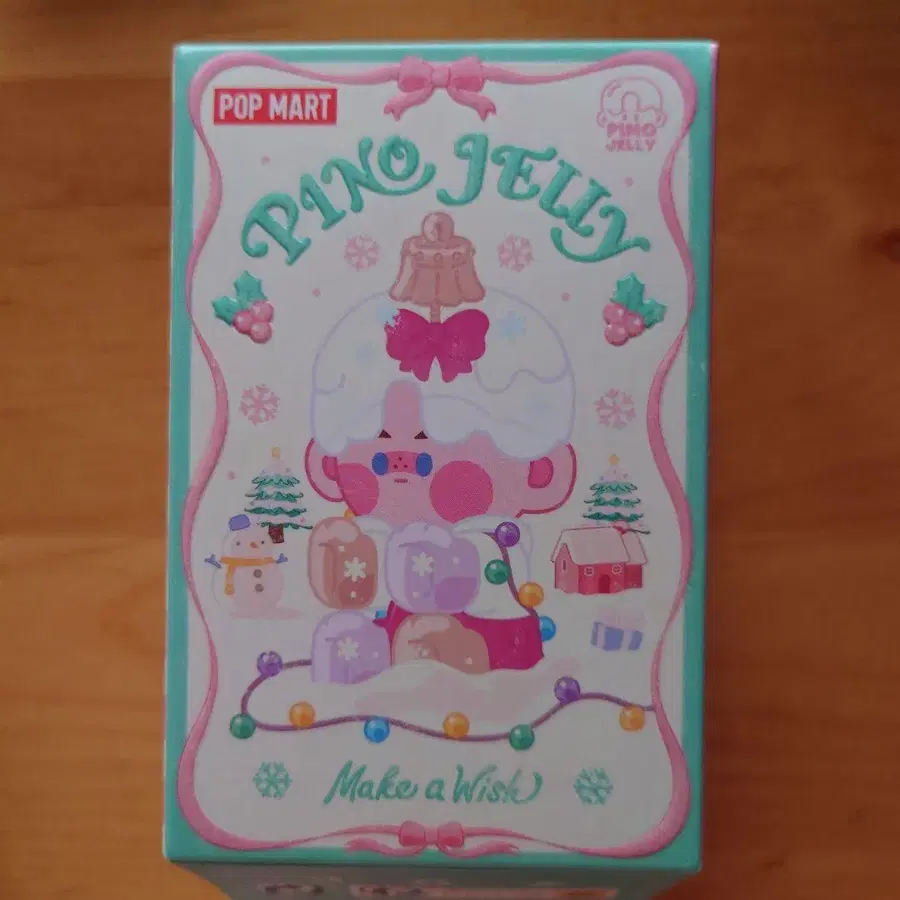 POP MART
PINO
JELLY
PINO JELLY
Make a Wish